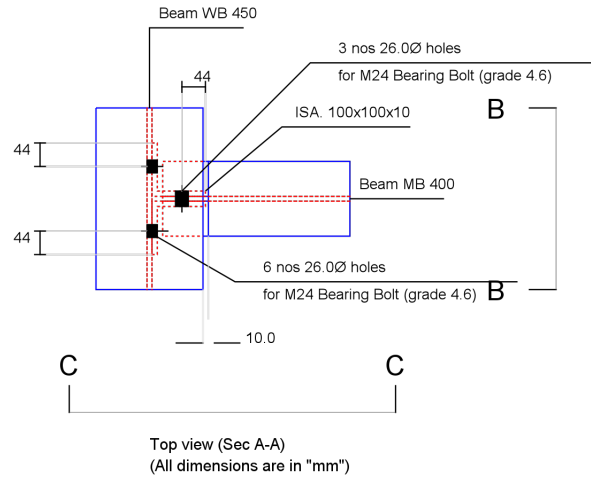 Beam WB 450
3 nos 26.0Ø holes
for M24 Bearing Bolt (grade 4.6)
44
ISA. 100x100x10
B
44
Beam MB 400
44
6 nos 26.0Ø holes
for M24 Bearing Bolt (grade 4.6)
B
10.0
C
C
Top view (Sec A-A)
(All dimensions are in "mm")